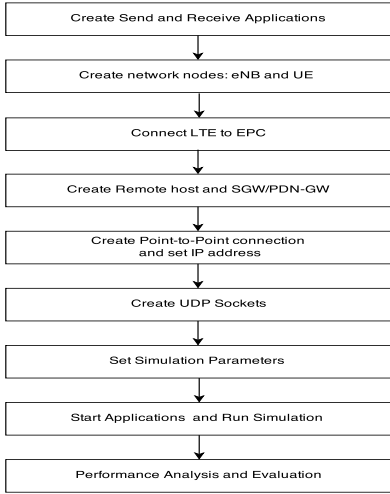 Create Send and Receive Applications
Create network nodes: eNB and UE
Connect LTE to EPC
Create Remote host and SGW/PDN-GW
Create Point-to-Point connection
and set IP address
Create UDP Sockets
Set Simulation Parameters
Start Applications and Run Simulation
Performance Analysis and Evaluation